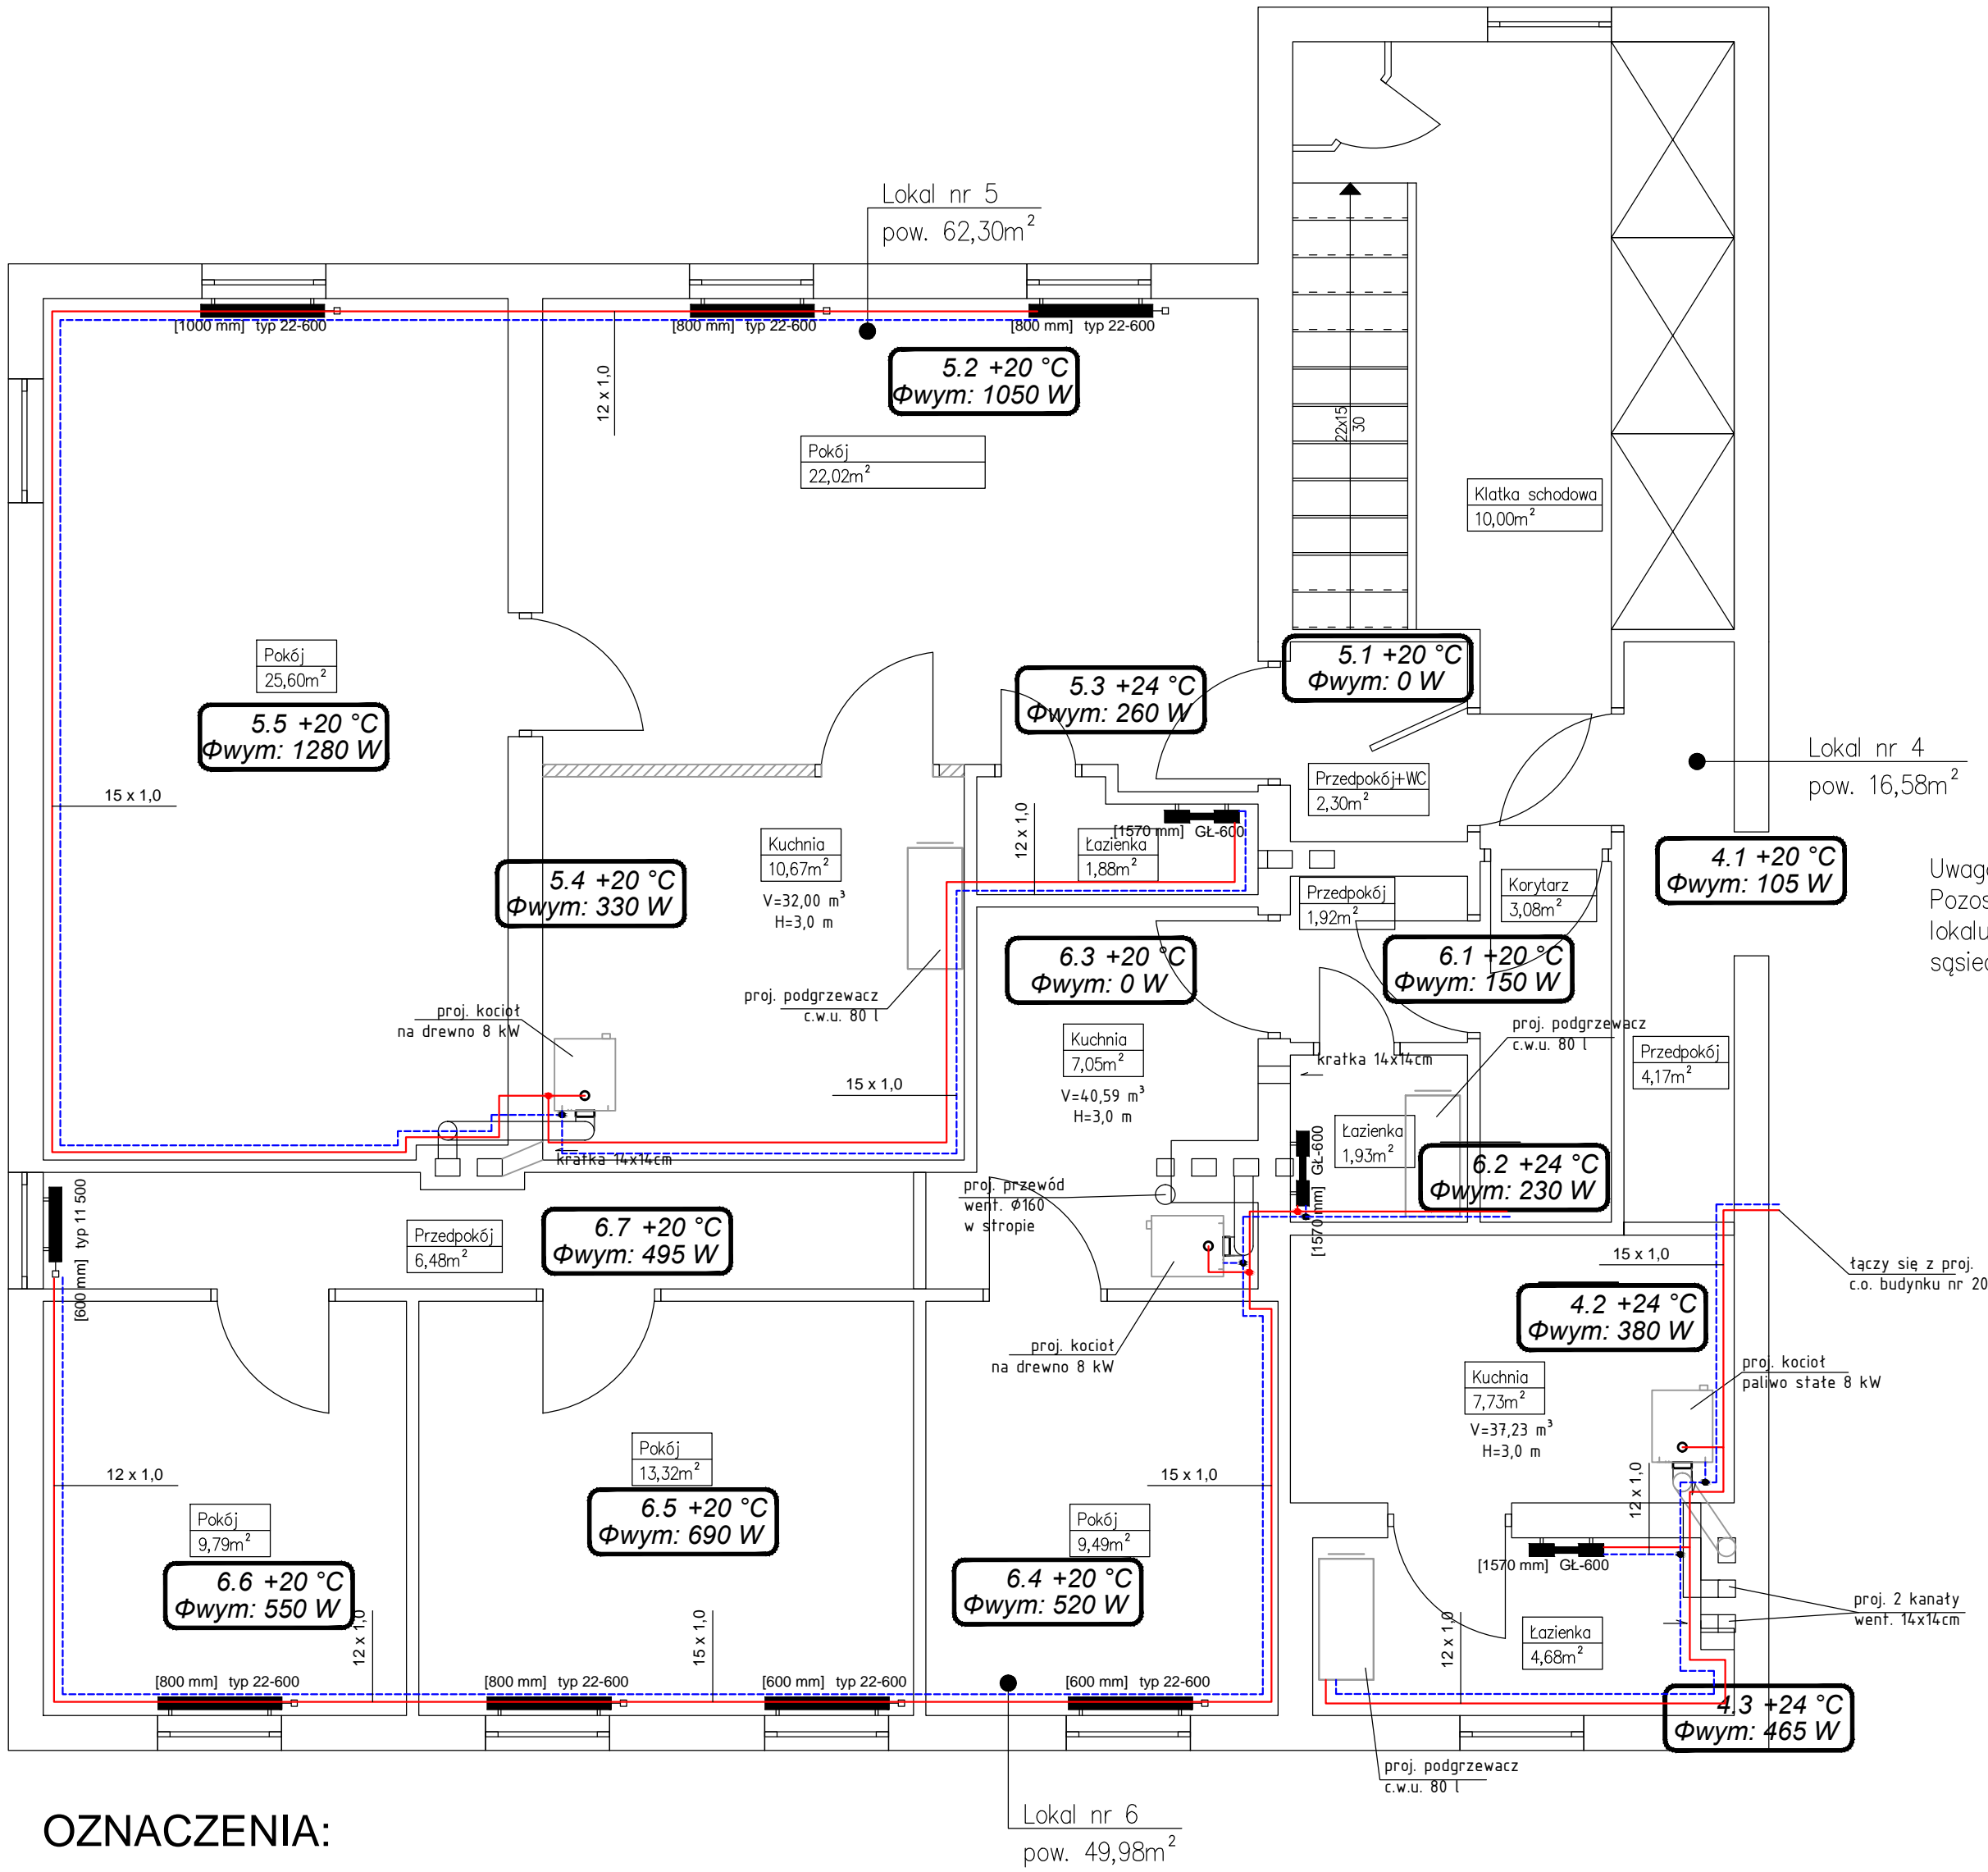 Lokal nr 5
pow. 62,30m²
[1000 mm] typ 22-600
[800 mm] typ 22-600
[800 mm] typ 22-600
5.2 +20 °C
Φwym: 1050 W
12 x 1,0
Pokój
22,02m²
22x15
30
Klatka schodowa
10,00m²
Pokój
25,60m²
5.5 +20 °C
Φwym: 1280 W
15 x 1,0
5.3 +24 °C
Φwym: 260 W
5.1 +20 °C
Φwym: 0 W
Lokal nr 4
pow. 16,58m²
Przedpokój+WC
2,30m²
Kuchnia
10,67m²
V=32,00 m³
H=3,0 m
5.4 +20 °C
Φwym: 330 W
12 x 1,0
[1570 mm] GŁ-600
Łazienka
1,88m²
Przedpokój
1,92m²
Korytarz
3,08m²
4.1 +20 °C
Φwym: 105 W
6.3 +20 °C
Φwym: 0 W
6.1 +20 °C
Φwym: 150 W
proj. podgrzewacz
c.w.u. 80 l
proj. kocioł
na drewno 8 kW
15 x 1,0
kratka 14x14cm
Kuchnia
7,05m²
V=40,59 m³
H=3,0 m
kratka 14x14cm
proj. podgrzewacz
c.w.u. 80 l
Przedpokój
4,17m²
Łazienka
1,93m²
[1570 mm] GŁ-600
6.2 +24 °C
Φwym: 230 W
[600 mm] typ 11 500
Przedpokój
6,48m²
6.7 +20 °C
Φwym: 495 W
proj. przewód
went. Ø160
w stropie
proj. kocioł
na drewno 8 kW
15 x 1,0
łączy się z proj.
c.o. budynku nr 20
4.2 +24 °C
Φwym: 380 W
Kuchnia
7,73m²
V=37,23 m³
H=3,0 m
proj. kocioł
paliwo stałe 8 kW
12 x 1,0
Pokój
9,79m²
6.6 +20 °C
Φwym: 550 W
12 x 1,0
Pokój
13,32m²
6.5 +20 °C
Φwym: 690 W
15 x 1,0
15 x 1,0
Pokój
9,49m²
6.4 +20 °C
Φwym: 520 W
12 x 1,0
[1570 mm] GŁ-600
12 x 1,0
Łazienka
4,68m²
proj. 2 kanały
went. 14x14cm
[800 mm] typ 22-600
[800 mm] typ 22-600
[600 mm] typ 22-600
[600 mm] typ 22-600
4.3 +24 °C
Φwym: 465 W
proj. podgrzewacz
c.w.u. 80 l
Lokal nr 6
pow. 49,98m²
OZNACZENIA: